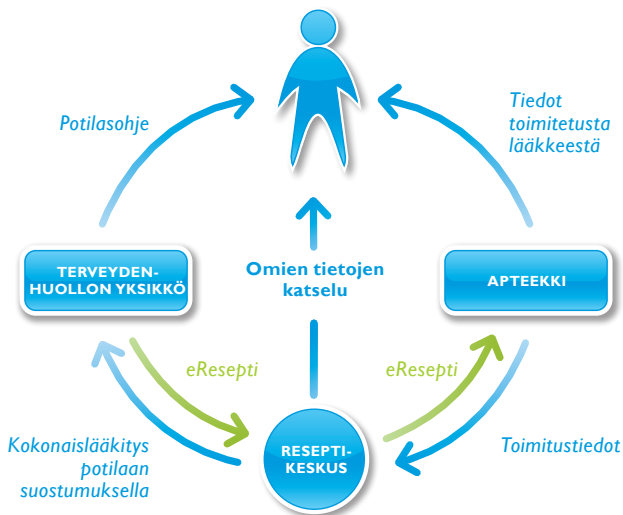 Potilasohje
Tiedot
toimitetusta
lääkkeestä
TERVEYDEN-
HUOLLON YKSIKKÖ
Omien tietojen
katselu
APTEEKKI
eResepti
eResepti
Kokonaislääkitys
potilaan
suostumuksella
RESEPTI-
KESKUS
Toimitustiedot